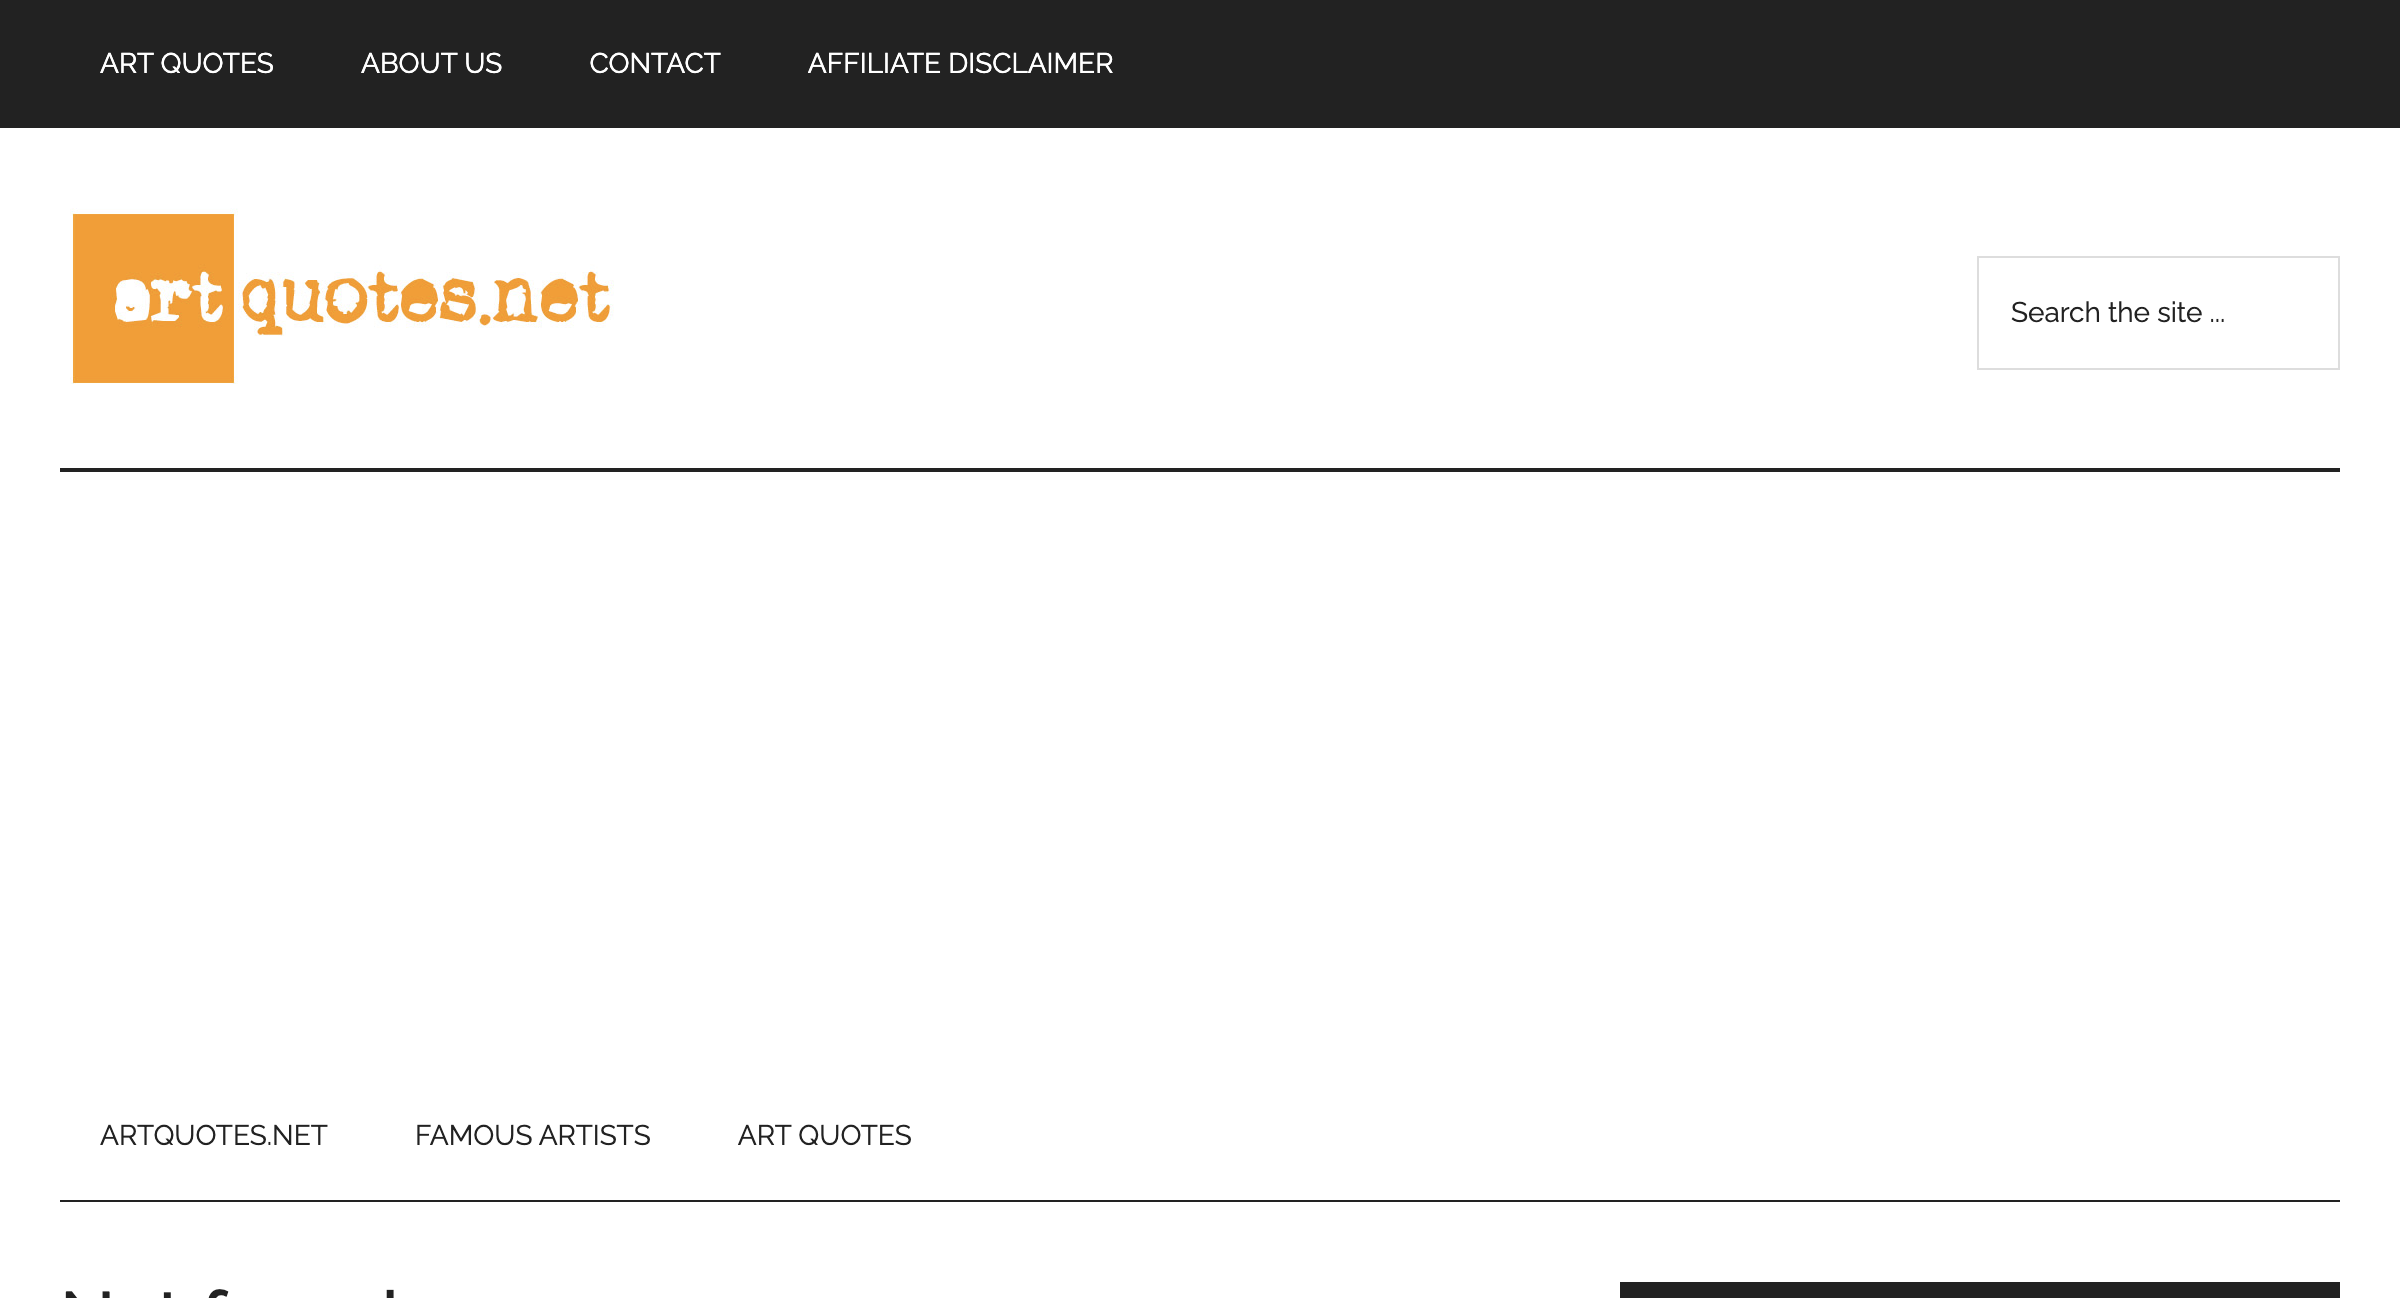 ART QUOTES ABOUT US CONTACT AFFILIATE DISCLAIMER
art quotes.net
Search the site ...
ARTQUOTES.NET FAMOUS ARTISTS ART QUOTES